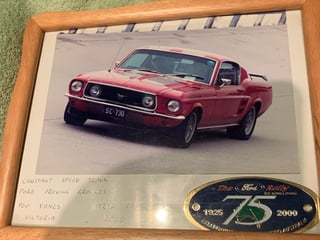 SC-730
CONSTANT SPEED TRACK
FORD PROVING GROUNDS
YOU YANGS
VICTORIA
The Ford Rally
1925 75 2000